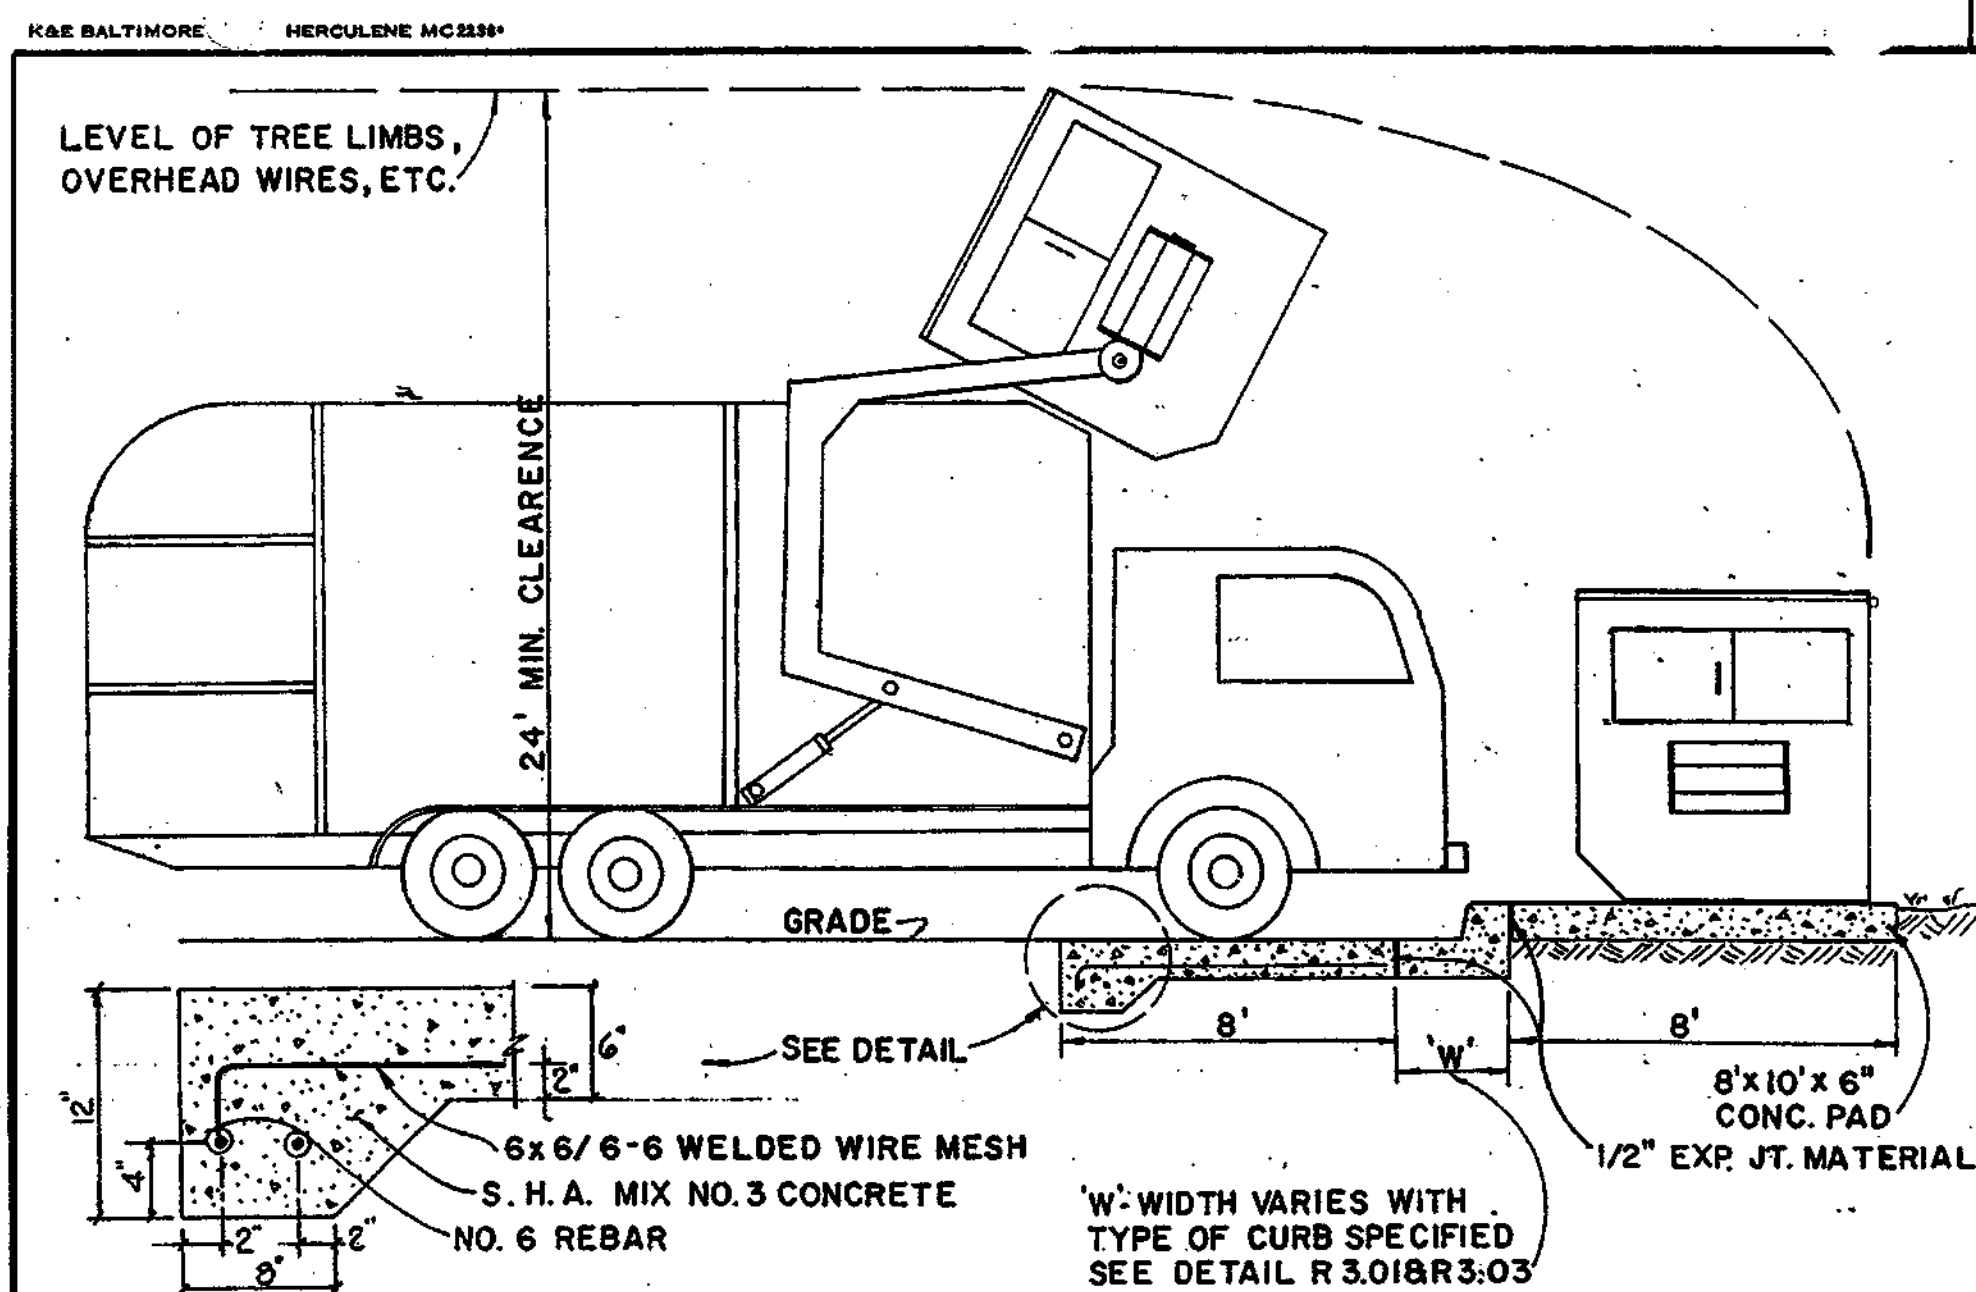 K&E BALTIMORE HERCULENE MC2238
LEVEL OF TREE LIMBS,
OVERHEAD WIRES, ETC.
24' MIN. CLEARENCE
GRADE
SEE DETAIL
8'
'W'
8'
8'x10'x6"
CONC. PAD
1/2" EXP. JT. MATERIAL
12"
4"
6"
2"
6x6/6-6 WELDED WIRE MESH
S.H.A. MIX NO.3 CONCRETE
NO. 6 REBAR
2"
2"
8"
'W'-WIDTH VARIES WITH
TYPE OF CURB SPECIFIED
SEE DETAIL R3.01&R3.03